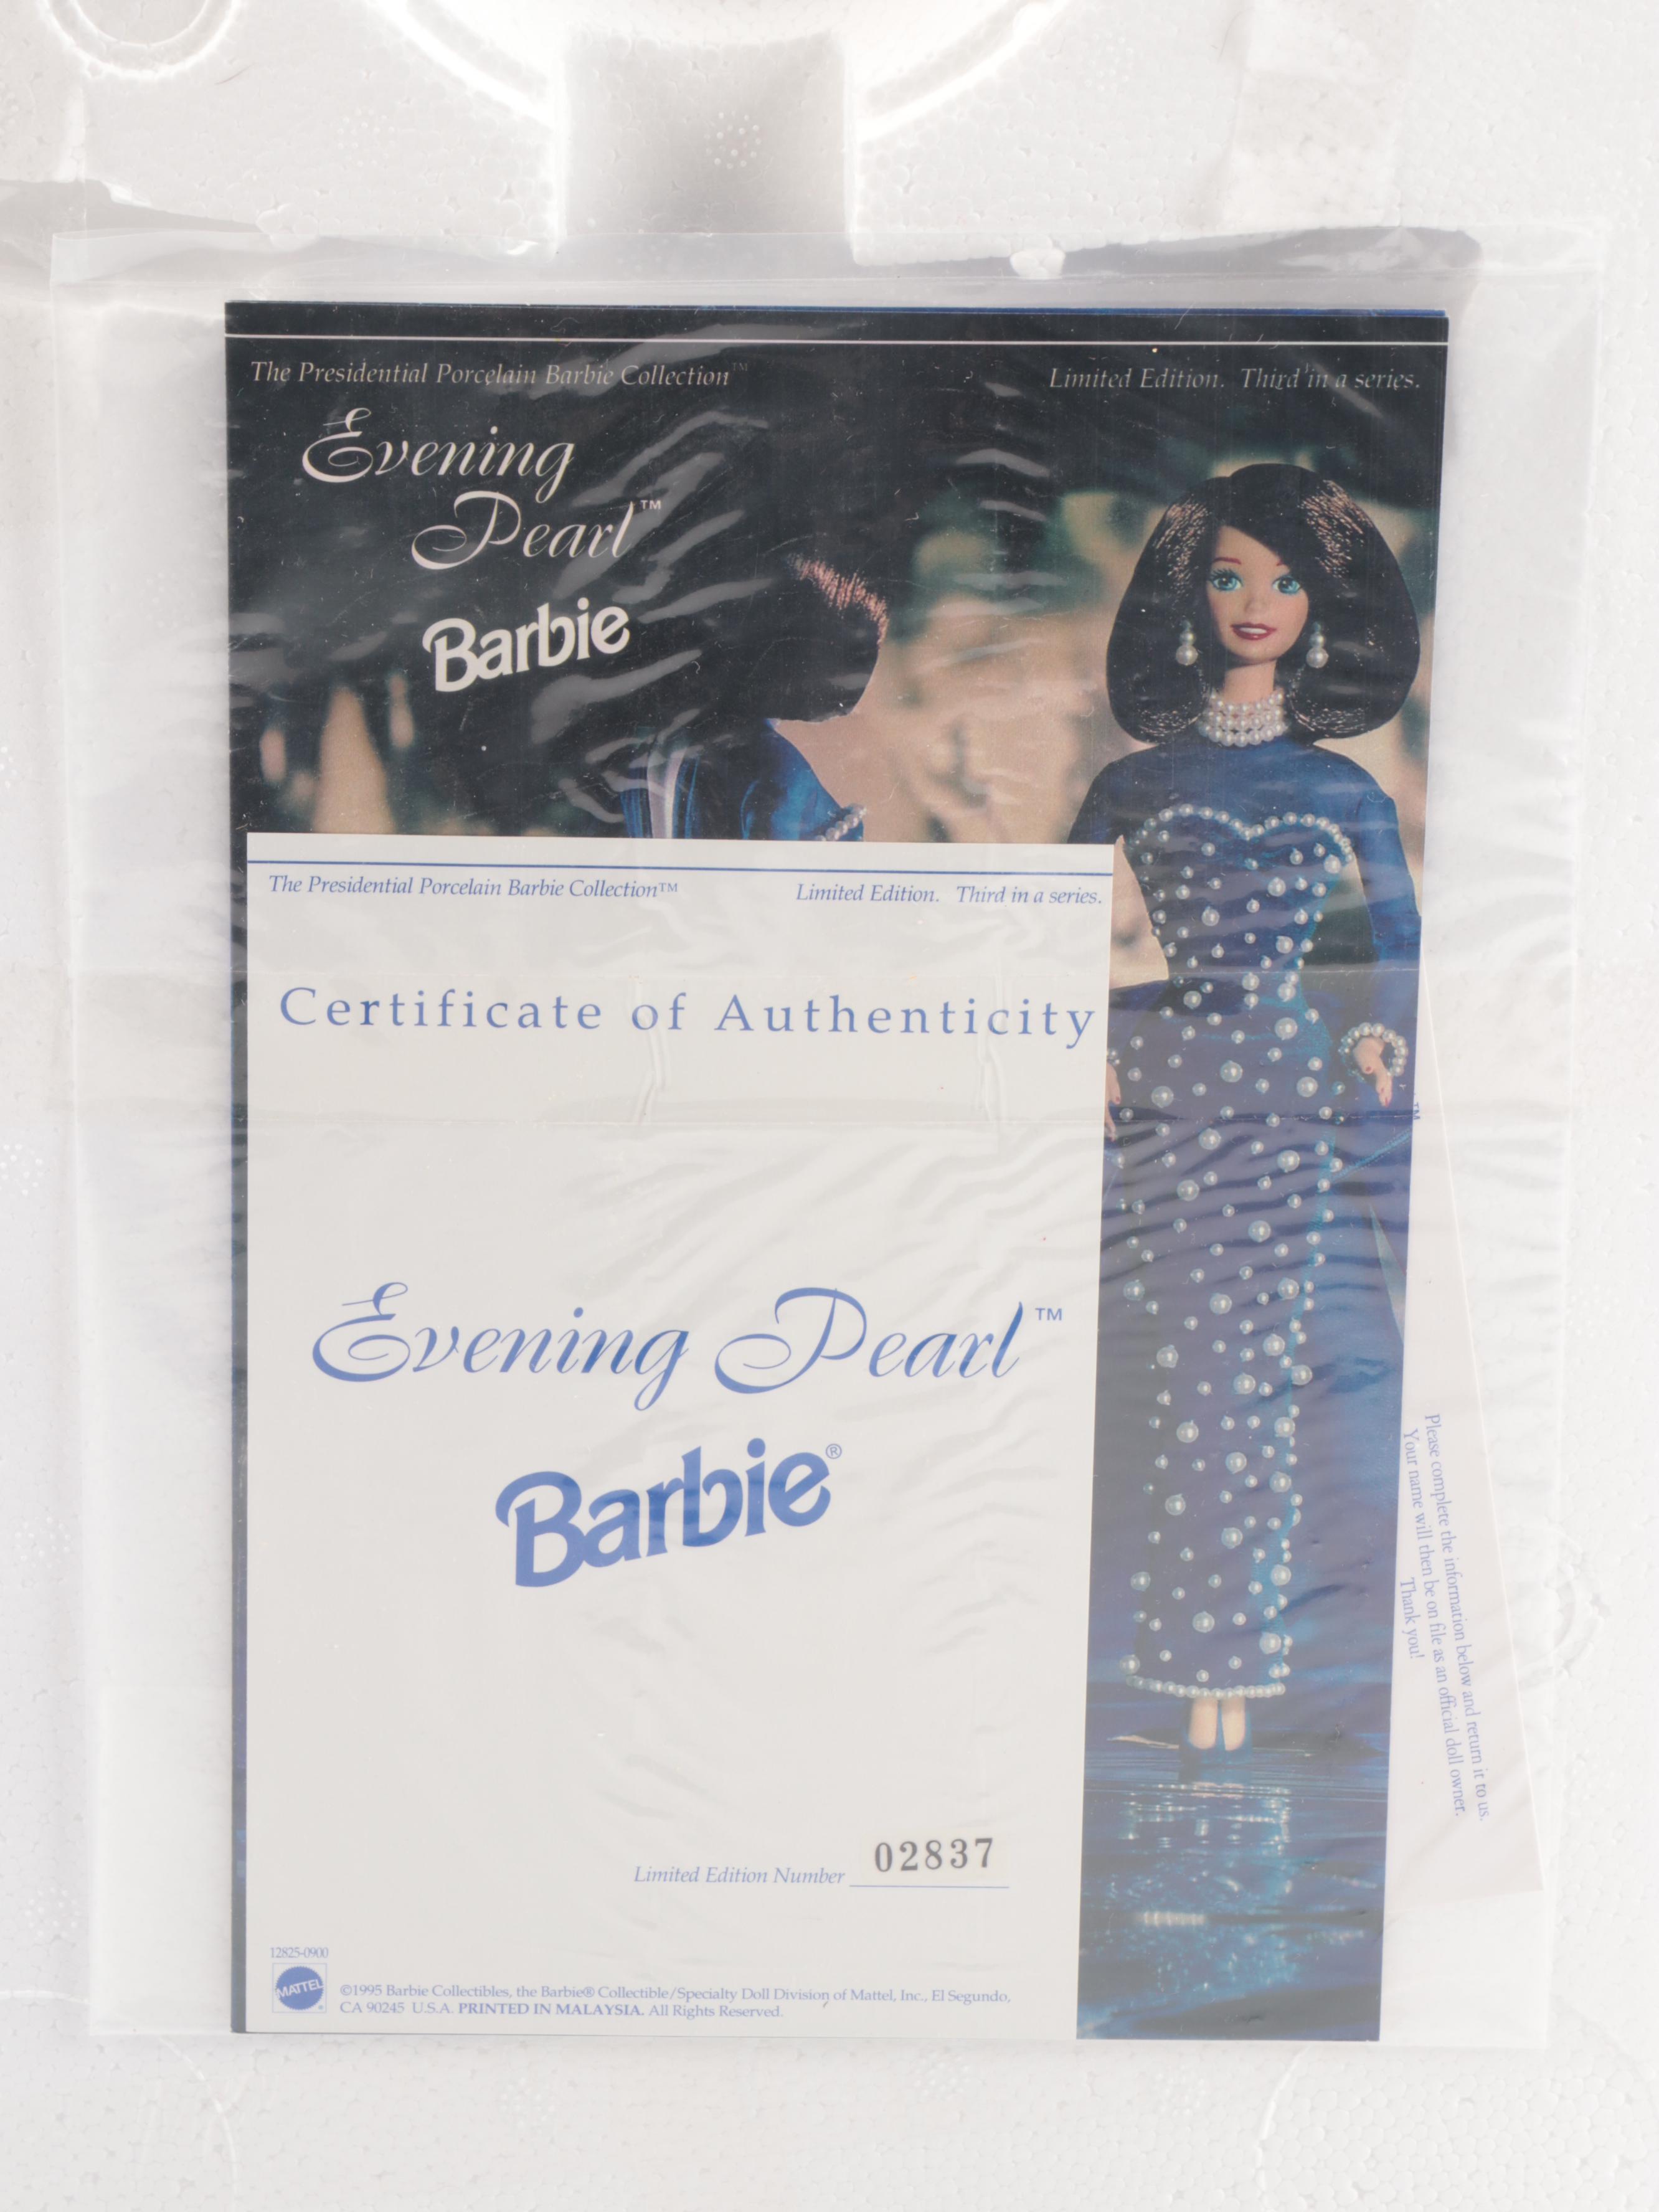 The Presidential Porcelain Barbie Collection™
Limited Edition. Third in a series.
Evening
Pearl™
Barbie
The Presidential Porcelain Barbie Collection™
Limited Edition. Third in a series.
Certificate of Authenticity
Evening Pearl™
Barbie®
Limited Edition Number 02837
12825-0900
MATTEL
©1995 Barbie Collectibles, the Barbie® Collectible/Specialty Doll Division of Mattel, Inc., El Segundo,
CA 90245 U.S.A. PRINTED IN MALAYSIA. All Rights Reserved.
™
Please complete the information below and return it to us.
Your name will then be on file as an official doll owner.
Thank you!